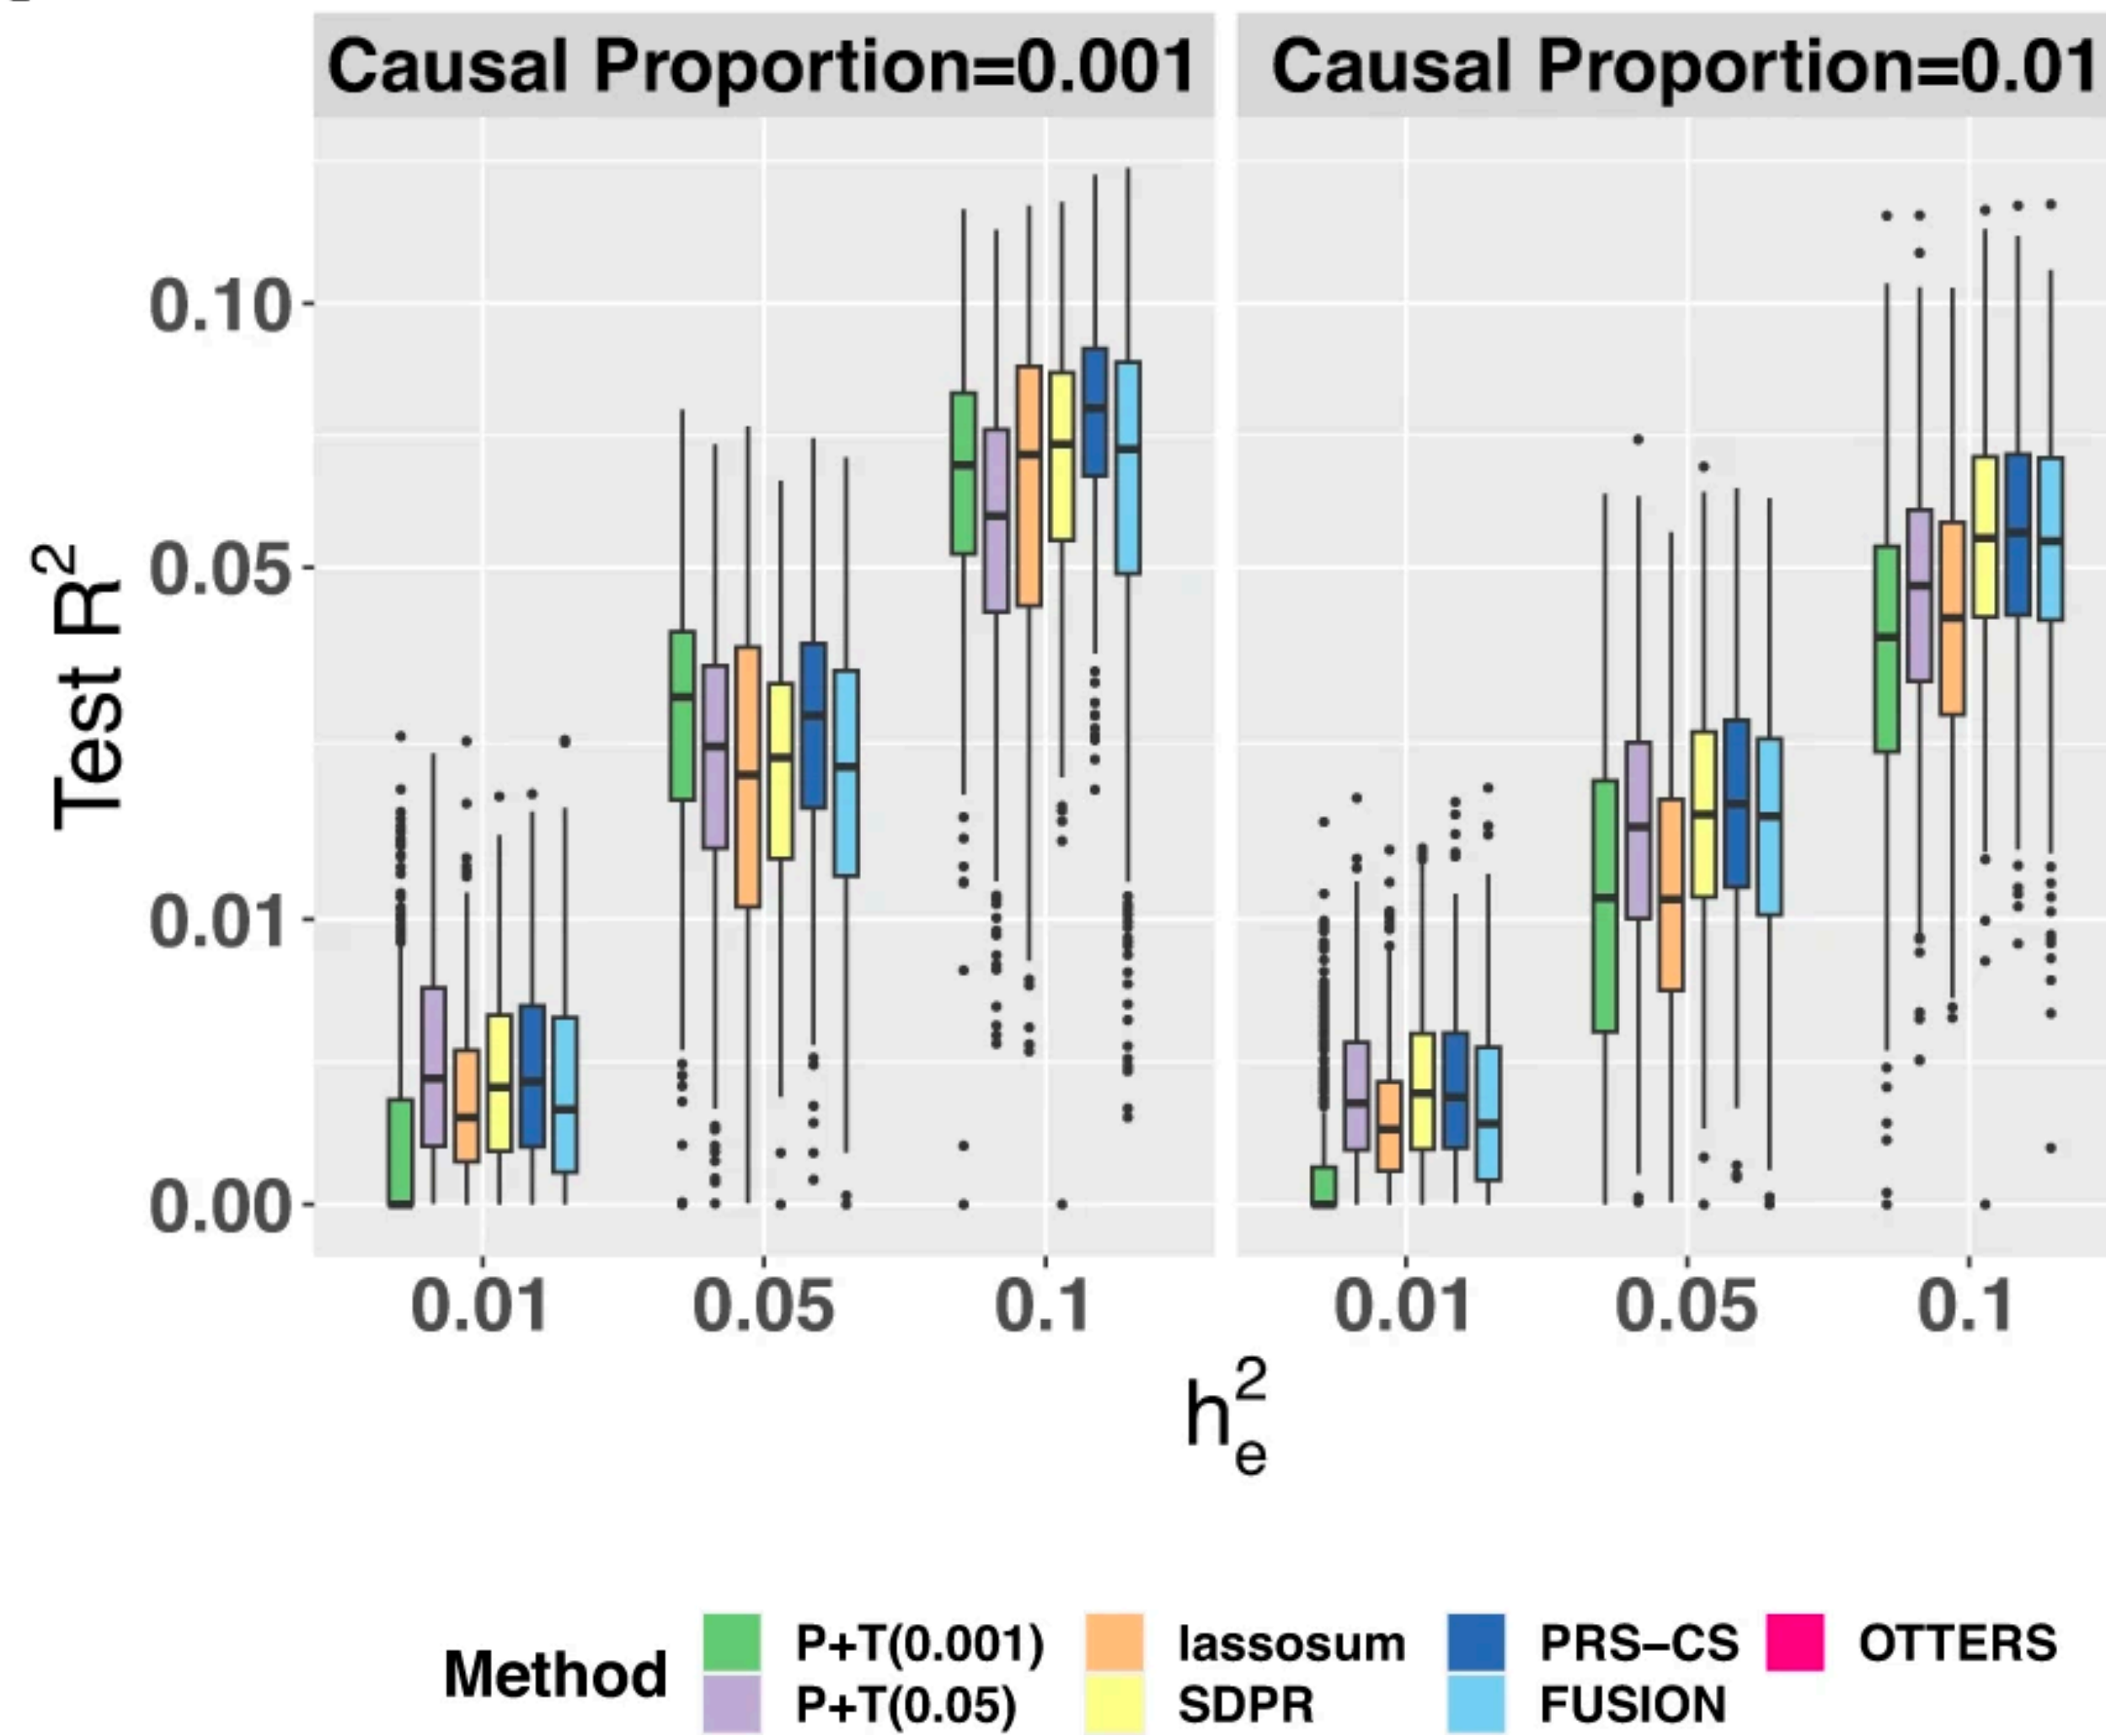 Causal Proportion=0.001 Causal Proportion=0.01
Test R²
0.10
0.05
0.01
0.00
0.01 0.05 0.1 0.01 0.05 0.1
h²ₑ
Method
P+T(0.001) lassosum PRS–CS OTTERS
P+T(0.05) SDPR FUSION